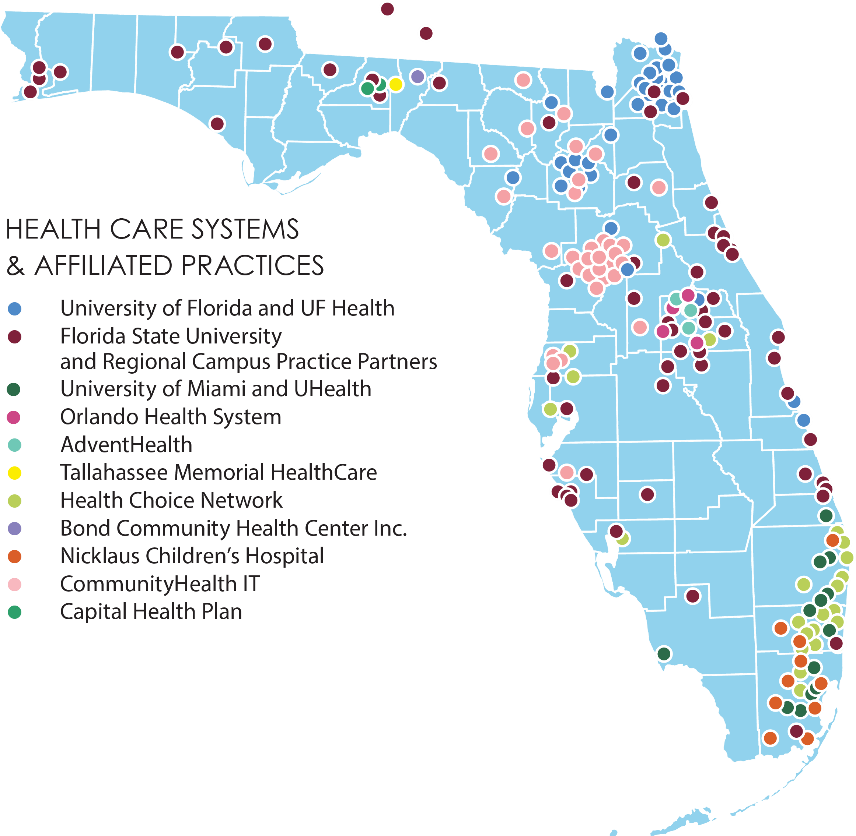 HEALTH CARE SYSTEMS
& AFFILIATED PRACTICES
University of Florida and UF Health
Florida State University
and Regional Campus Practice Partners
University of Miami and UHealth
Orlando Health System
AdventHealth
Tallahassee Memorial HealthCare
Health Choice Network
Bond Community Health Center Inc.
Nicklaus Children’s Hospital
CommunityHealth IT
Capital Health Plan